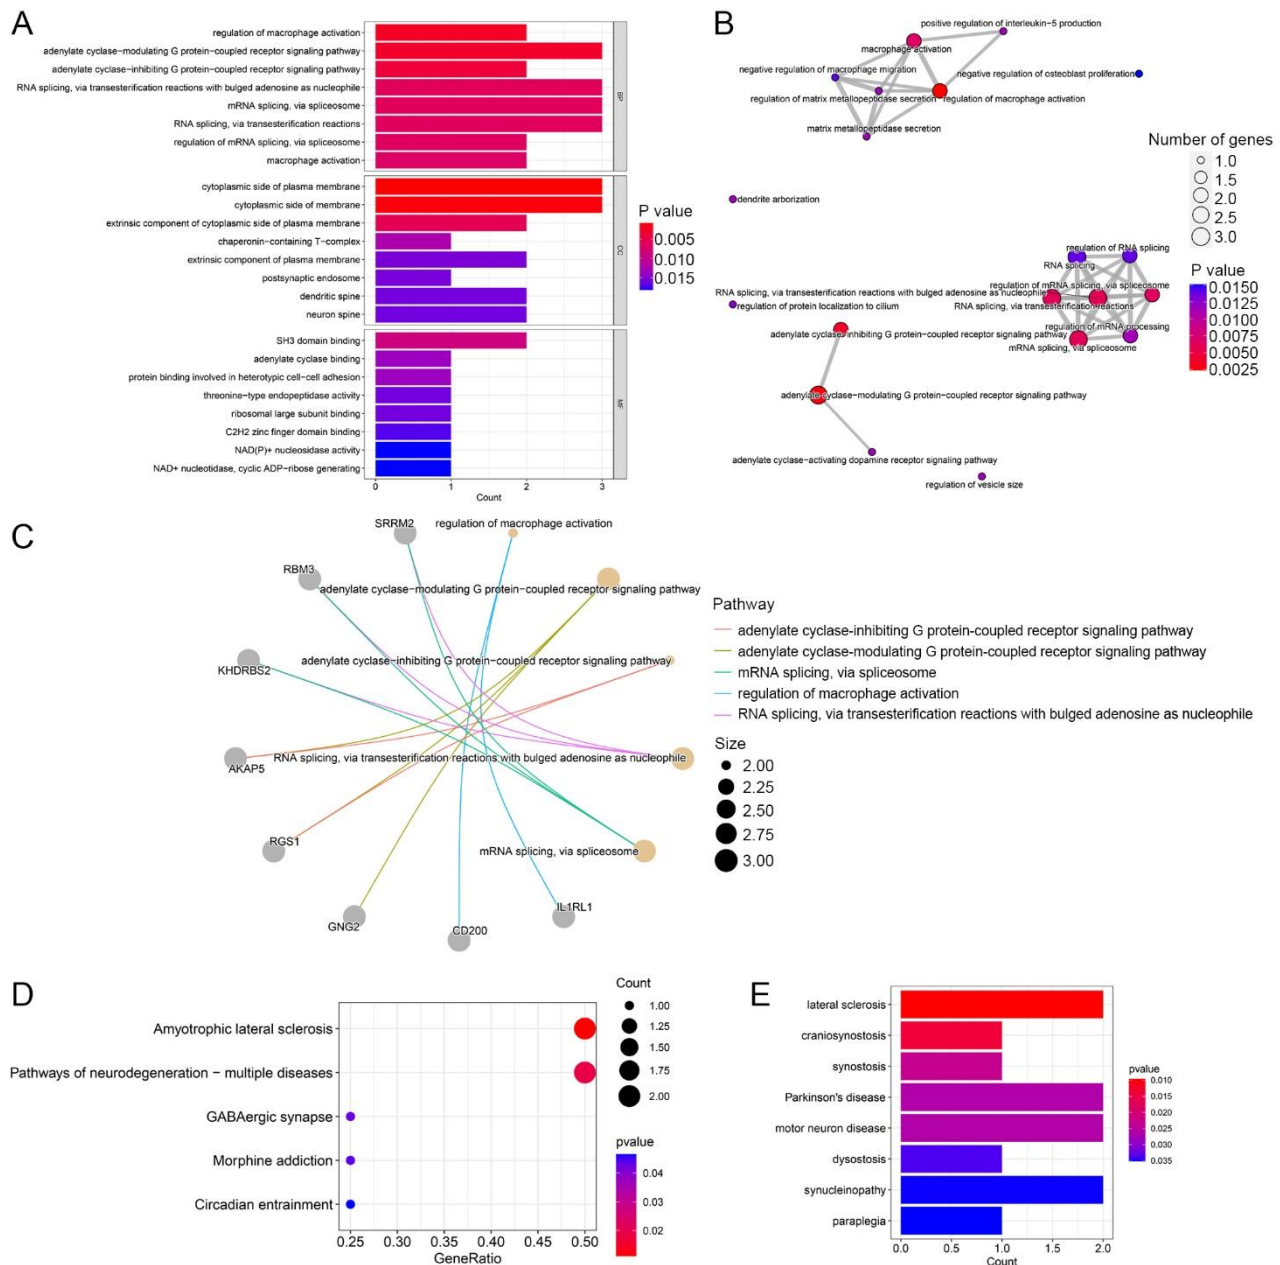 A
regulation of macrophage activation
adenylate cyclase−modulating G protein−coupled receptor signaling pathway
adenylate cyclase−inhibiting G protein−coupled receptor signaling pathway
RNA splicing, via transesterification reactions with bulged adenosine as nucleophile
mRNA splicing, via spliceosome
RNA splicing, via transesterification reactions
regulation of mRNA splicing, via spliceosome
macrophage activation
BP
cytoplasmic side of plasma membrane
cytoplasmic side of membrane
extrinsic component of cytoplasmic side of plasma membrane
chaperonin−containing T−complex
extrinsic component of plasma membrane
postsynaptic endosome
dendritic spine
neuron spine
CC
SH3 domain binding
adenylate cyclase binding
protein binding involved in heterotypic cell−cell adhesion
threonine−type endopeptidase activity
ribosomal large subunit binding
C2H2 zinc finger domain binding
NAD(P)+ nucleosidase activity
NAD+ nucleotidase, cyclic ADP−ribose generating
MF
0 1 2 3
Count
P value
0.005
0.010
0.015
B
positive regulation of interleukin−5 production
macrophage activation
negative regulation of macrophage migration
negative regulation of osteoblast proliferation
regulation of matrix metallopeptidase secretion
regulation of macrophage activation
matrix metallopeptidase secretion
dendrite arborization
regulation of RNA splicing
RNA splicing
regulation of mRNA splicing, via spliceosome
RNA splicing, via transesterification reactions with bulged adenosine as nucleophile
regulation of protein localization to cilium
RNA splicing, via transesterification reactions
regulation of mRNA processing
adenylate cyclase−inhibiting G protein−coupled receptor signaling pathway
mRNA splicing, via spliceosome
adenylate cyclase−modulating G protein−coupled receptor signaling pathway
adenylate cyclase−activating dopamine receptor signaling pathway
regulation of vesicle size
Number of genes
1.0
1.5
2.0
2.5
3.0
P value
0.0150
0.0125
0.0100
0.0075
0.0050
0.0025
C
SRRM2
regulation of macrophage activation
RBM3
adenylate cyclase−modulating G protein−coupled receptor signaling pathway
KHDRBS2
adenylate cyclase−inhibiting G protein−coupled receptor signaling pathway
AKAP5
RNA splicing, via transesterification reactions with bulged adenosine as nucleophile
RGS1
mRNA splicing, via spliceosome
GNG2
CD200
IL1RL1
Pathway
adenylate cyclase-inhibiting G protein-coupled receptor signaling pathway
adenylate cyclase-modulating G protein-coupled receptor signaling pathway
mRNA splicing, via spliceosome
regulation of macrophage activation
RNA splicing, via transesterification reactions with bulged adenosine as nucleophile
Size
2.00
2.25
2.50
2.75
3.00
D
Amyotrophic lateral sclerosis
Pathways of neurodegeneration − multiple diseases
GABAergic synapse
Morphine addiction
Circadian entrainment
0.25 0.30 0.35 0.40 0.45 0.50
GeneRatio
Count
1.00
1.25
1.50
1.75
2.00
pvalue
0.04
0.03
0.02
E
lateral sclerosis
craniosynostosis
synostosis
Parkinson's disease
motor neuron disease
dysostosis
synucleinopathy
paraplegia
0.0 0.5 1.0 1.5 2.0
Count
pvalue
0.010
0.015
0.020
0.025
0.030
0.035